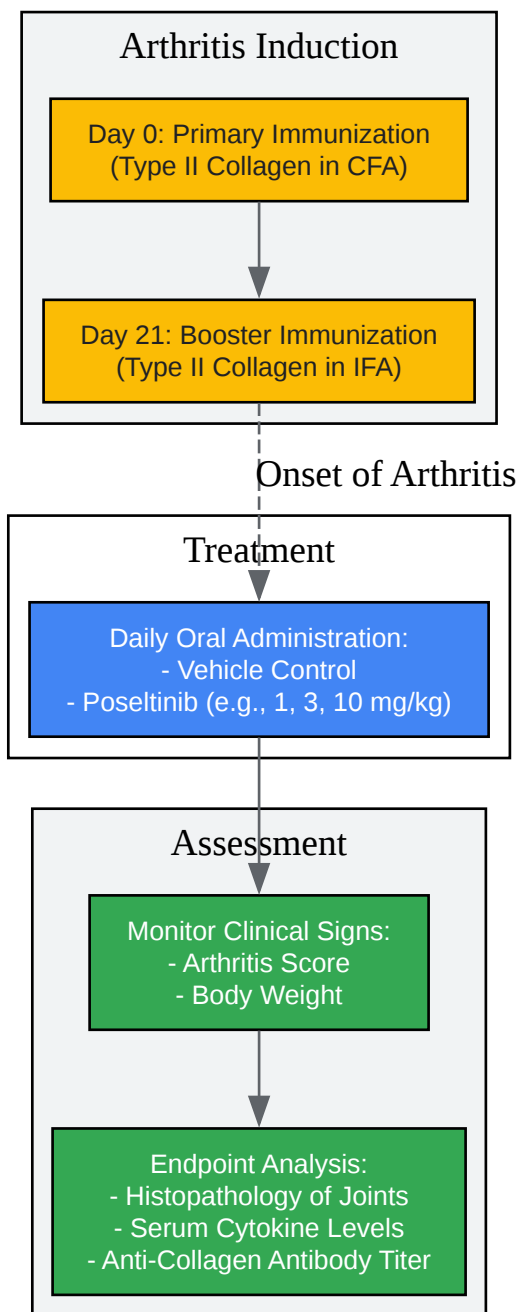 Arthritis Induction
Day 0: Primary Immunization
(Type II Collagen in CFA)
Day 21: Booster Immunization
(Type II Collagen in IFA)
Onset of Arthritis
Treatment
Daily Oral Administration:
- Vehicle Control
- Poseltinib (e.g., 1, 3, 10 mg/kg)
Assessment
Monitor Clinical Signs:
- Arthritis Score
- Body Weight
Endpoint Analysis:
- Histopathology of Joints
- Serum Cytokine Levels
- Anti-Collagen Antibody Titer